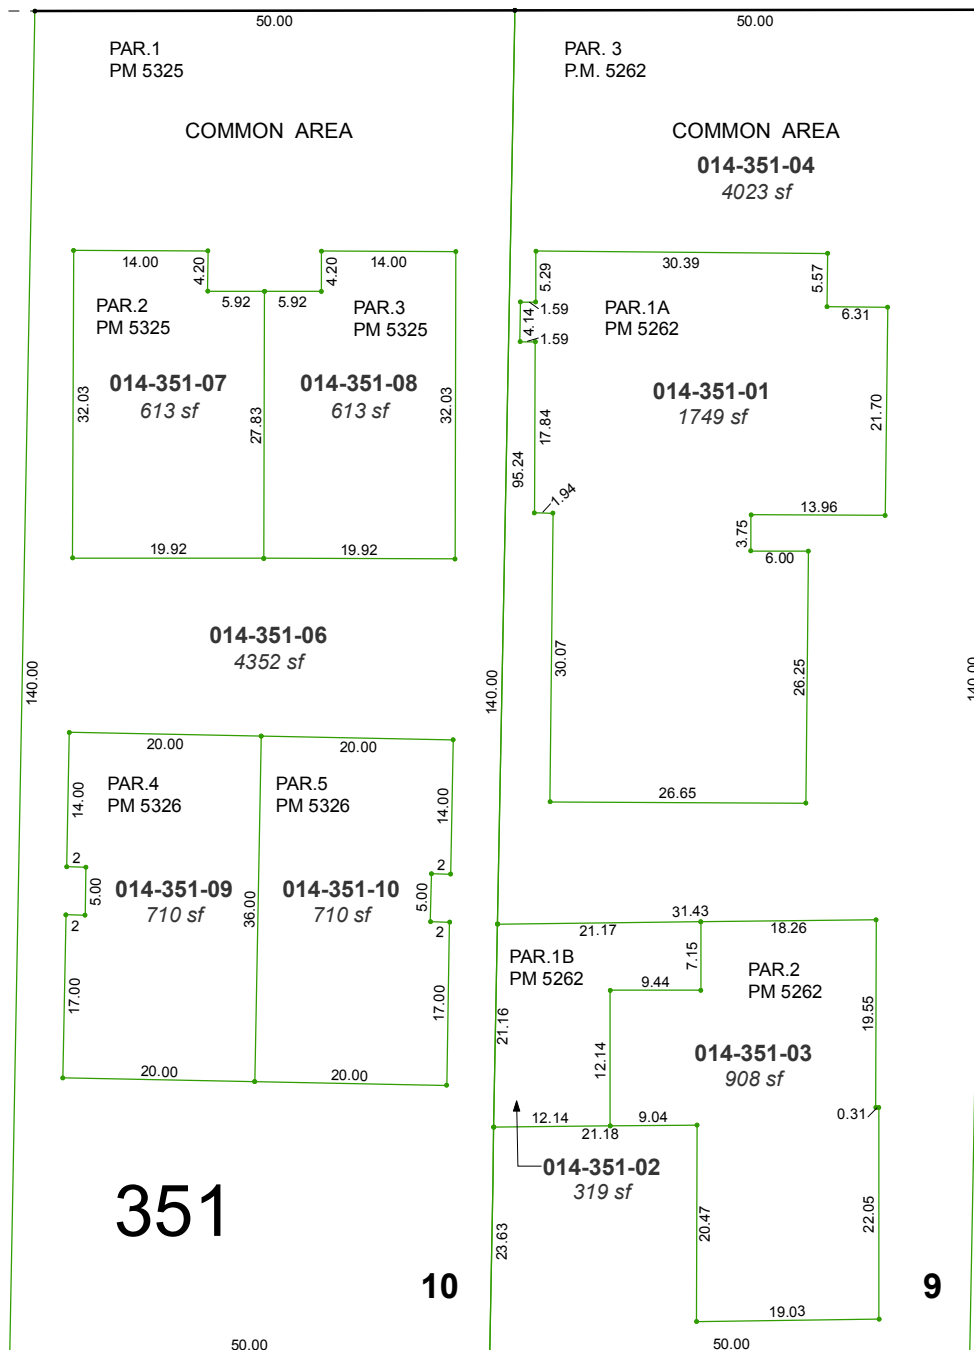 50.00
50.00
PAR.1
PM 5325
PAR. 3
P.M. 5262
COMMON AREA
COMMON AREA
014-351-04
4023 sf
14.00
4.20
5.92
4.20
14.00
5.92
PAR.2
PM 5325
PAR.3
PM 5325
014-351-07
613 sf
014-351-08
613 sf
32.03
27.83
32.03
19.92
19.92
30.39
5.29
5.57
6.31
1.59
4.14
1.59
PAR.1A
PM 5262
014-351-01
1749 sf
17.84
21.70
95.24
1.94
13.96
3.75
6.00
30.07
26.25
26.65
014-351-06
4352 sf
140.00
140.00
140.00
20.00
20.00
PAR.4
PM 5326
PAR.5
PM 5326
14.00
14.00
2
5.00
2
2
5.00
2
014-351-09
710 sf
014-351-10
710 sf
36.00
17.00
17.00
20.00
20.00
31.43
21.17
18.26
PAR.1B
PM 5262
7.15
9.44
PAR.2
PM 5262
21.16
12.14
19.55
014-351-03
908 sf
0.31
12.14
9.04
21.18
014-351-02
319 sf
23.63
20.47
22.05
19.03
351
10
9
50.00
50.00